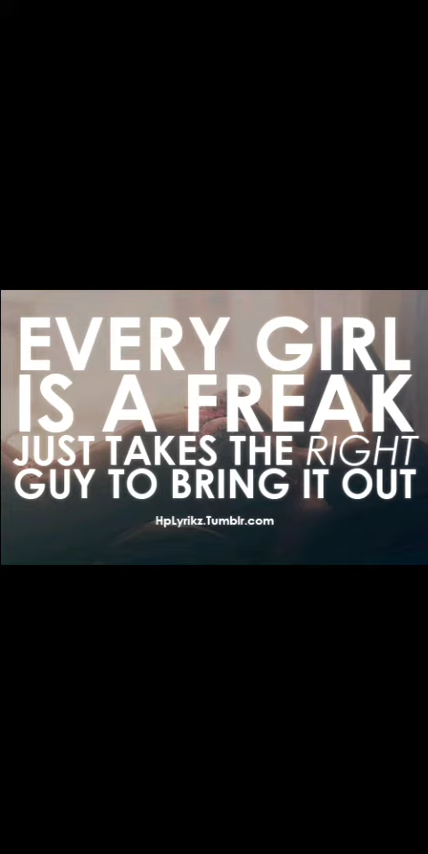 EVERY GIRL
IS A FREAK
JUST TAKES THE RIGHT
GUY TO BRING IT OUT
HpLyrikz.Tumblr.com